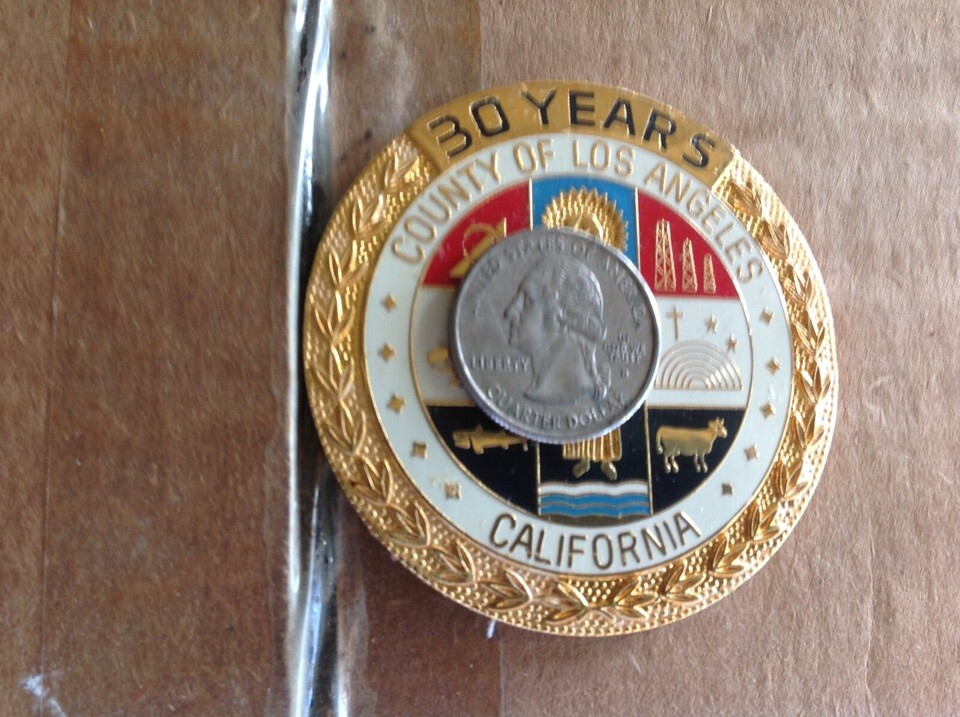 30 YEARS
COUNTY OF LOS ANGELES
UNITED STATES OF AMERICA
LIBERTY
IN
GOD WE
TRUST
QUARTER DOLLAR
CALIFORNIA